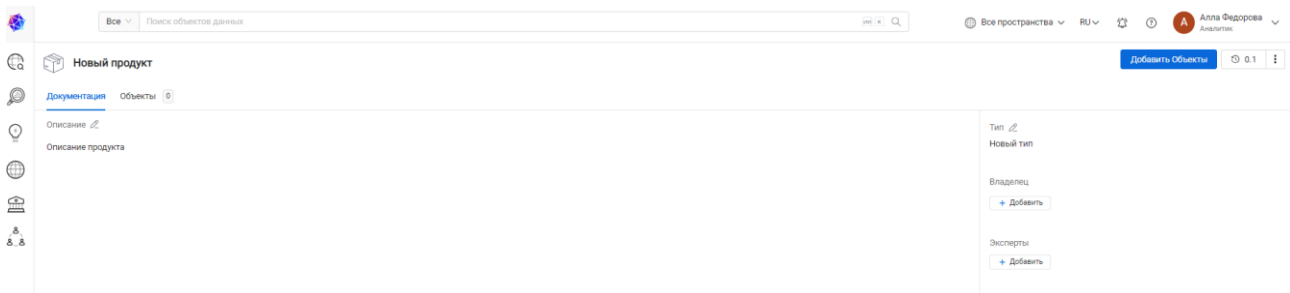 Все Поиск объектов данных Все пространства RU А Алла Федорова
Аналитик
Новый продукт Добавить Объекты 0.1
Документация Объекты 0
Описание
Описание продукта
Тип
Новый тип
Владелец
+ Добавить
Эксперты
+ Добавить